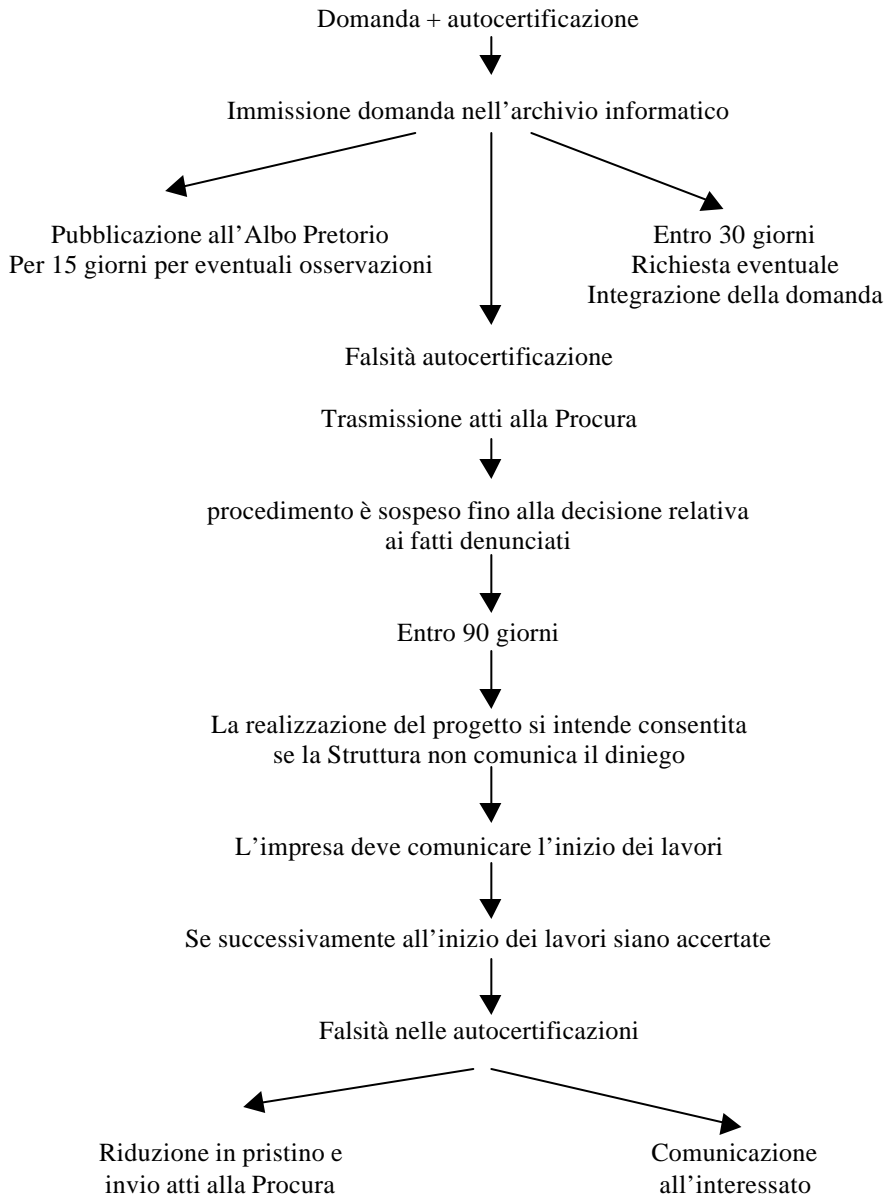 Domanda + autocertificazione
Immissione domanda nell’archivio informatico
Pubblicazione all’Albo Pretorio
Per 15 giorni per eventuali osservazioni
Entro 30 giorni
Richiesta eventuale
Integrazione della domanda
Falsità autocertificazione
Trasmissione atti alla Procura
procedimento è sospeso fino alla decisione relativa
ai fatti denunciati
Entro 90 giorni
La realizzazione del progetto si intende consentita
se la Struttura non comunica il diniego
L’impresa deve comunicare l’inizio dei lavori
Se successivamente all’inizio dei lavori siano accertate
Falsità nelle autocertificazioni
Riduzione in pristino e
invio atti alla Procura
Comunicazione
all’interessato